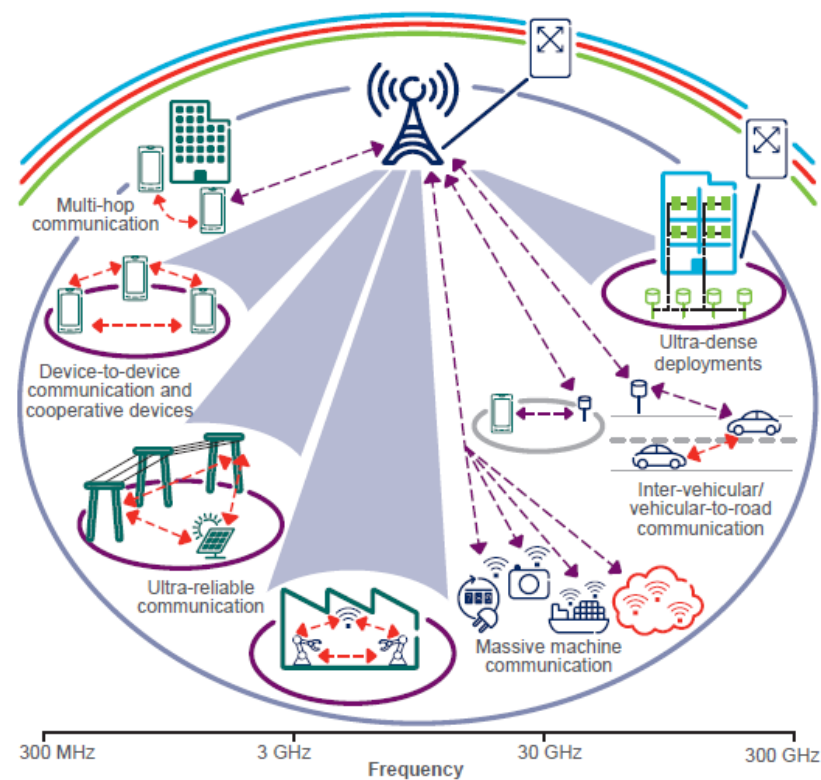 Multi-hop
communication
Device-to-device
communication and
cooperative devices
Ultra-reliable
communication
Ultra-dense
deployments
Inter-vehicular/
vehicular-to-road
communication
Massive machine
communication
300 MHz
3 GHz
30 GHz
300 GHz
Frequency